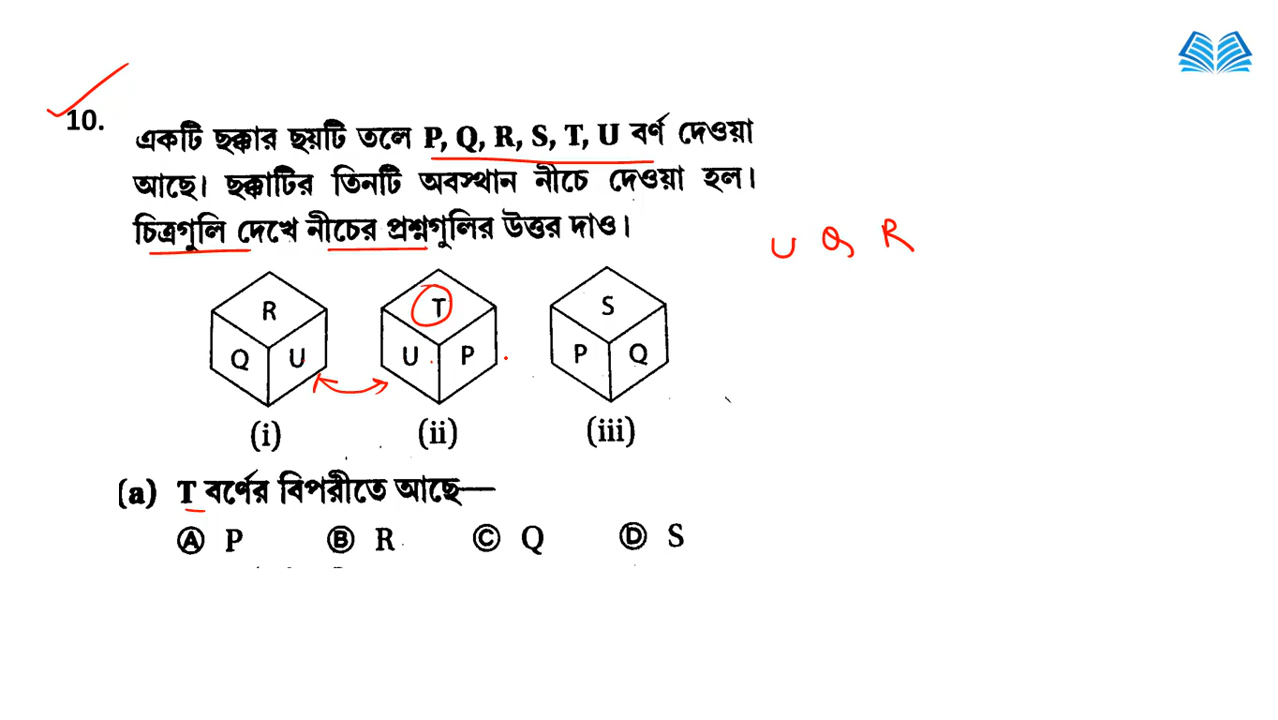 10.
একটি ছক্কার ছয়টি তলে P, Q, R, S, T, U বর্ণ দেওয়া
আছে। ছক্কাটির তিনটি অবস্থান নীচে দেওয়া হল।
চিত্রগুলি দেখে নীচের প্রশ্নগুলির উত্তর দাও।
U Q R
R T S
Q U U P P Q
(i) (ii) (iii)
(a) T বর্ণের বিপরীতে আছে—
Ⓐ P Ⓑ R Ⓒ Q Ⓓ S